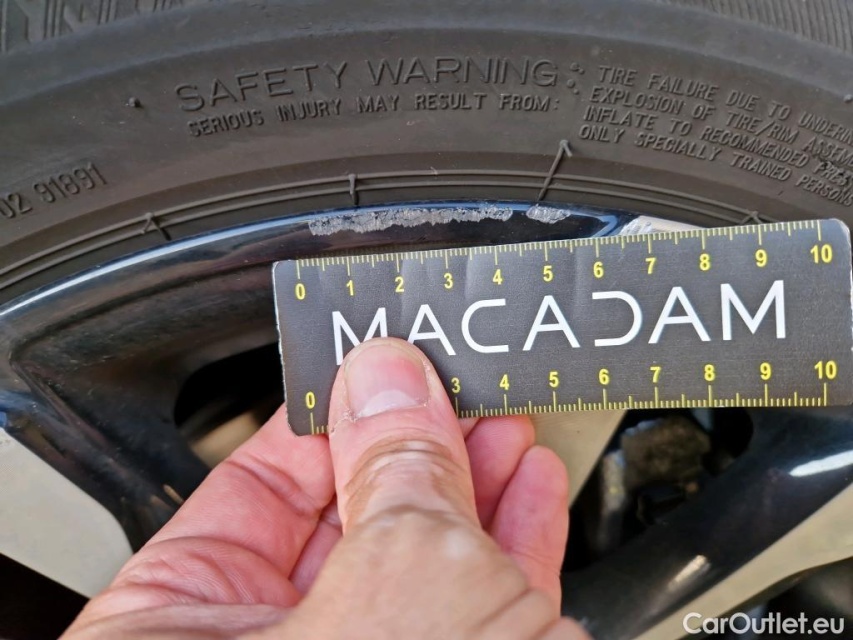 SAFETY WARNING:
SERIOUS INJURY MAY RESULT FROM:
TIRE FAILURE DUE TO
EXPLOSION OF TIRE/RIM
INFLATE TO RECOMMENDED
ONLY SPECIALLY TRAINED PERSONS
02 91891
0 1 2 3 4 5 6 7 8 9 10
MACADAM
0 3 4 5 6 7 8 9 10
CarOutlet.eu